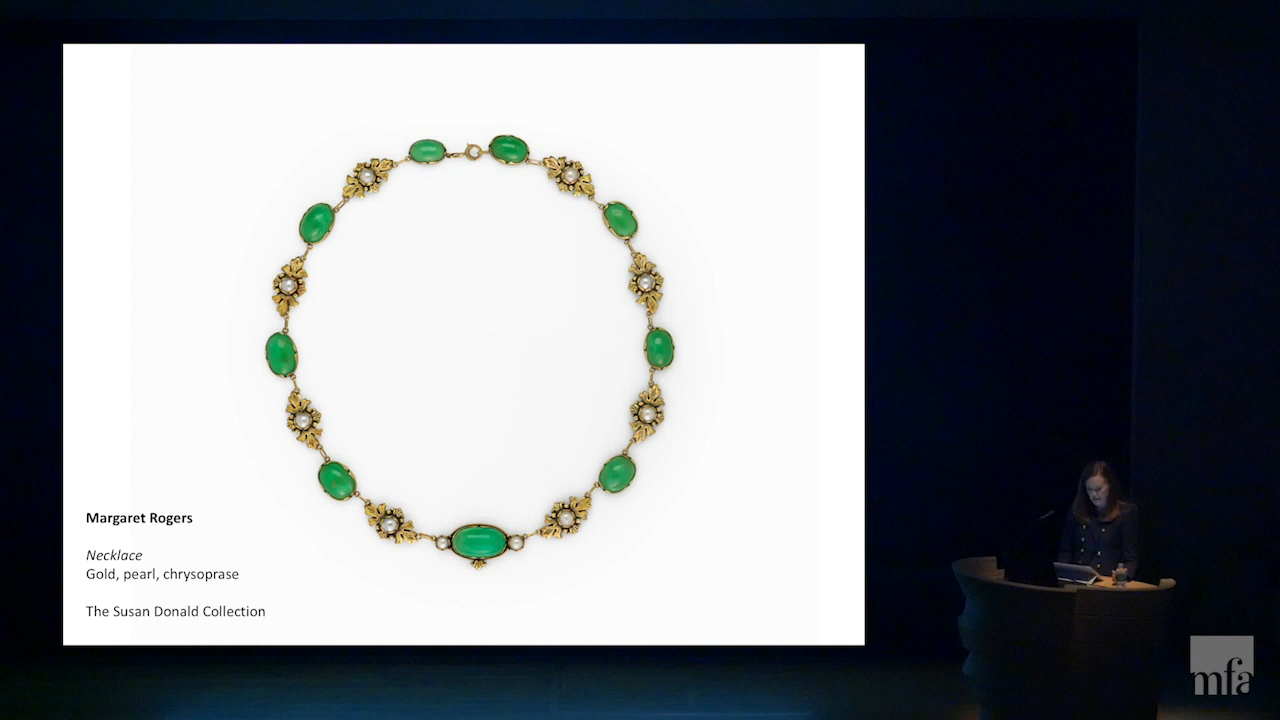 Margaret Rogers
Necklace
Gold, pearl, chrysoprase
The Susan Donald Collection
mfa